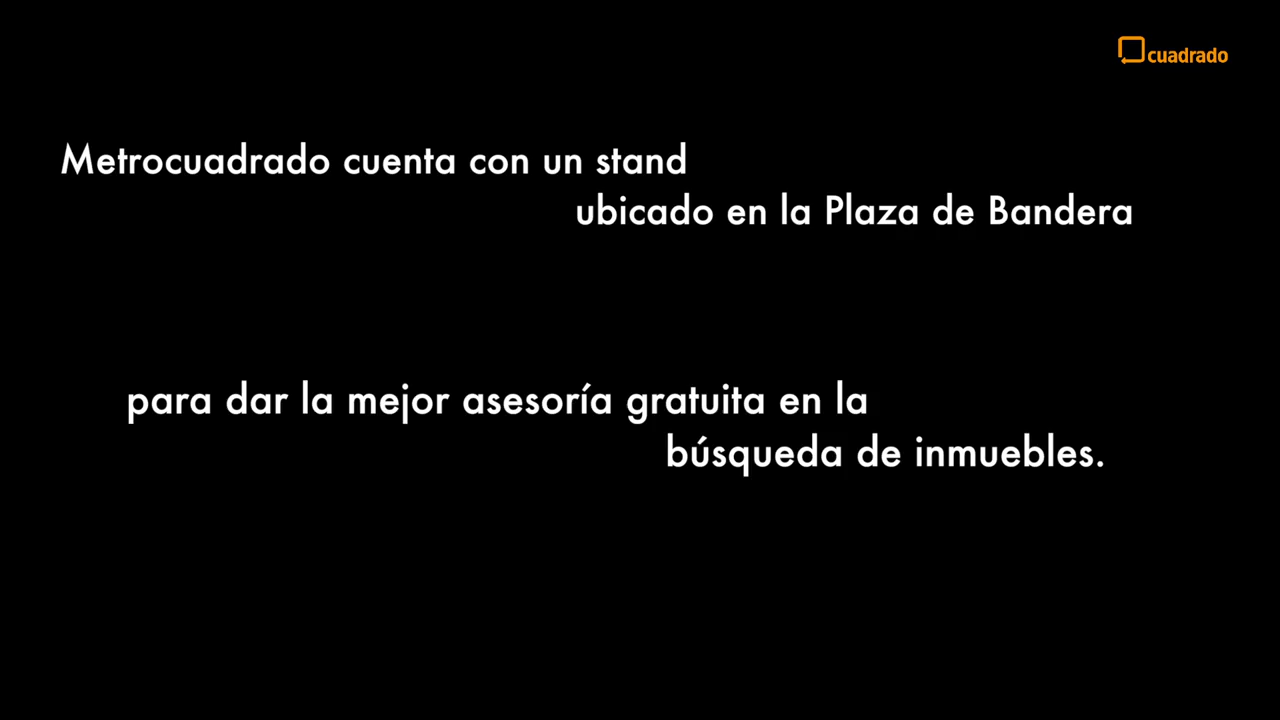 cuadrado
Metrocuadrado cuenta con un stand
ubicado en la Plaza de Bandera
para dar la mejor asesoría gratuita en la
búsqueda de inmuebles.